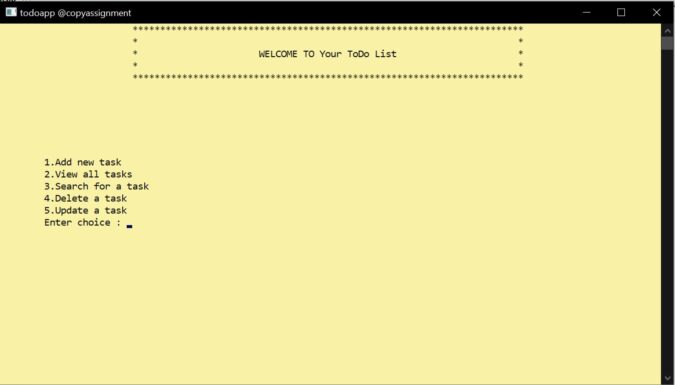 todoapp @copyassignment
***********************************************************************
* *
* WELCOME TO Your ToDo List *
* *
***********************************************************************
1.Add new task
2.View all tasks
3.Search for a task
4.Delete a task
5.Update a task
Enter choice : _